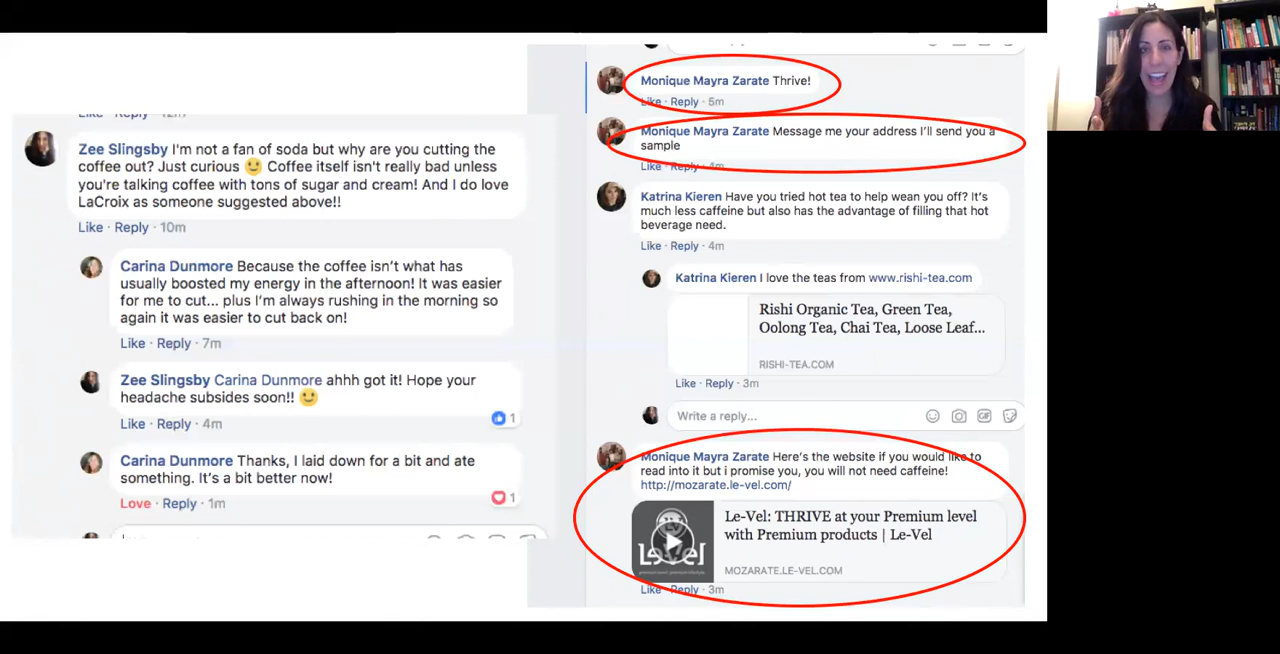 Zee Slingsby I'm not a fan of soda but why are you cutting the
coffee out? Just curious 🙂 Coffee itself isn't really bad unless
you're talking coffee with tons of sugar and cream! And I do love
LaCroix as someone suggested above!!
Like · Reply · 10m
Carina Dunmore Because the coffee isn't what has
usually boosted my energy in the afternoon! It was easier
for me to cut... plus I'm always rushing in the morning so
again it was easier to cut back on!
Like · Reply · 7m
Zee Slingsby Carina Dunmore ahhh got it! Hope your
headache subsides soon!! 🙂
Like · Reply · 4m
1
Carina Dunmore Thanks, I laid down for a bit and ate
something. It's a bit better now!
Love · Reply · 1m
1
Monique Mayra Zarate Thrive!
Like · Reply · 5m
Monique Mayra Zarate Message me your address I'll send you a
sample
Like · Reply · 4m
Katrina Kieren Have you tried hot tea to help wean you off? It's
much less caffeine but also has the advantage of filling that hot
beverage need.
Like · Reply · 4m
Katrina Kieren I love the teas from www.rishi-tea.com
Rishi Organic Tea, Green Tea,
Oolong Tea, Chai Tea, Loose Leaf...
RISHI-TEA.COM
Like · Reply · 3m
Write a reply...
GIF
Monique Mayra Zarate Here's the website if you would like to
read into it but i promise you, you will not need caffeine!
http://mozarate.le-vel.com/
Le-Vel: THRIVE at your Premium level
with Premium products | Le-Vel
MOZARATE.LE-VEL.COM
Like · Reply · 3m